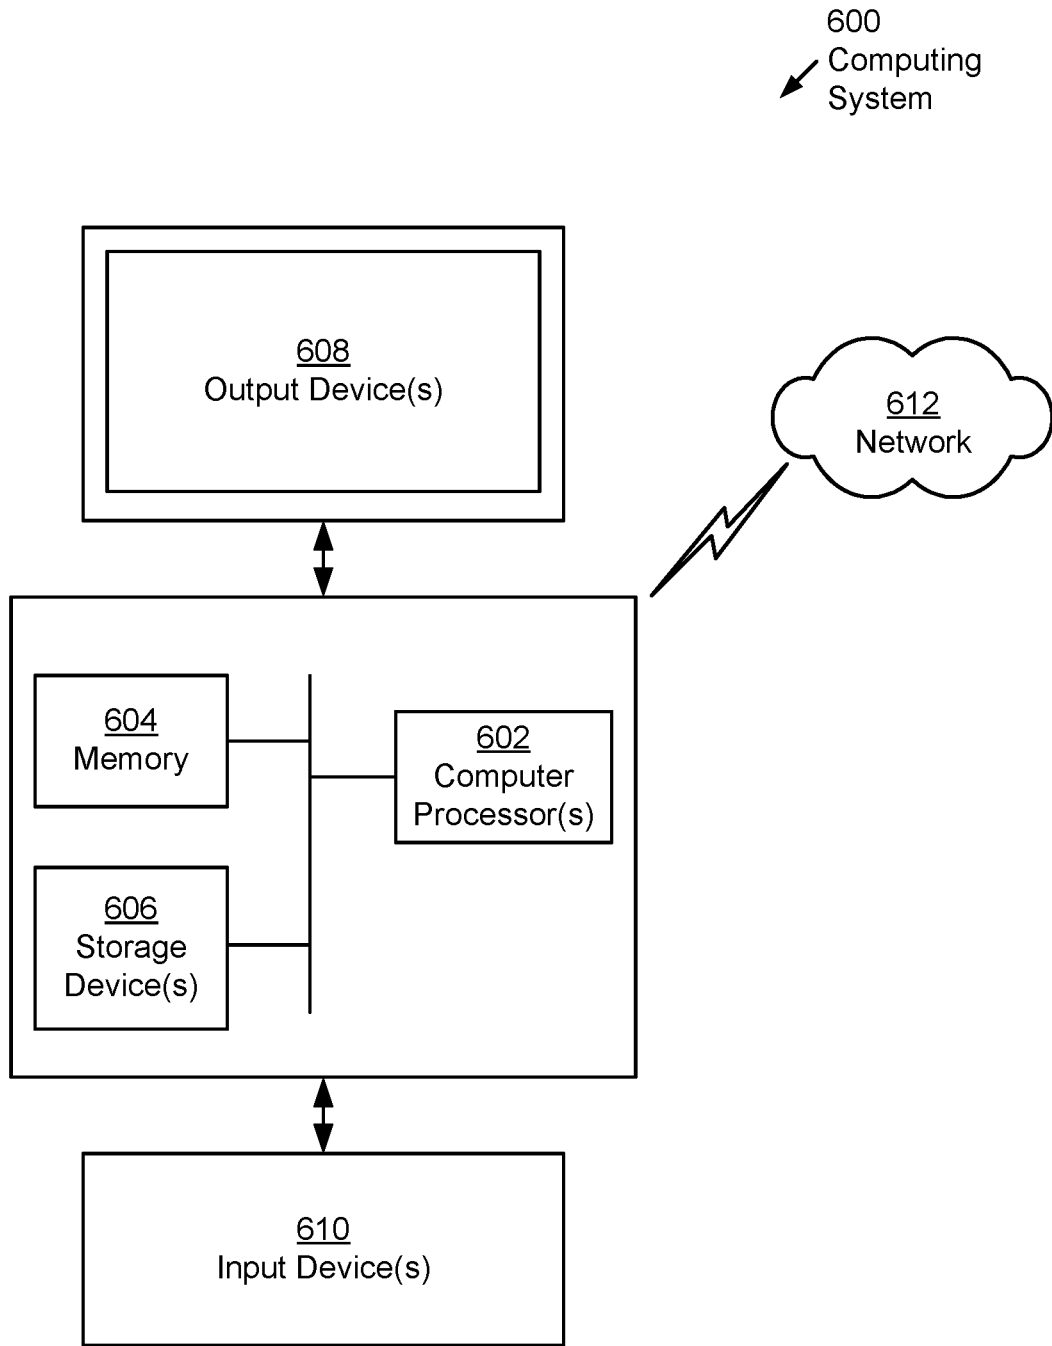 600
Computing
System
608
Output Device(s)
612
Network
604
Memory
602
Computer
Processor(s)
606
Storage
Device(s)
610
Input Device(s)